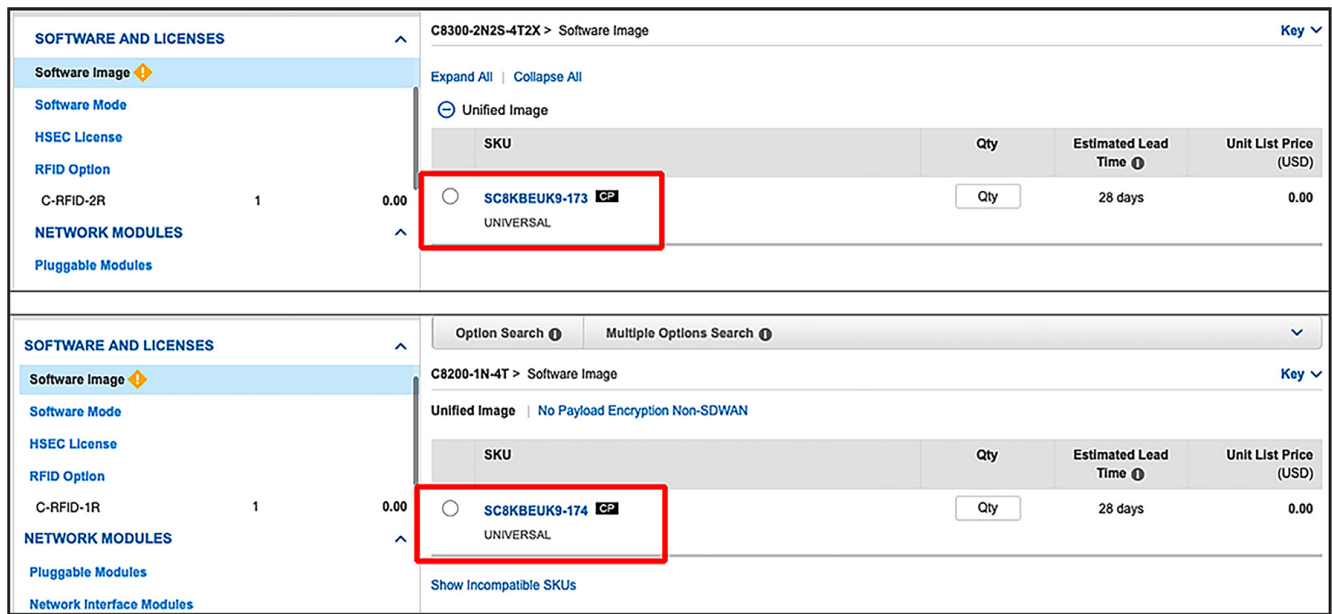 SOFTWARE AND LICENSES
Software Image
Software Mode
HSEC License
RFID Option
C-RFID-2R 1 0.00
NETWORK MODULES
Pluggable Modules
C8300-2N2S-4T2X > Software Image Key
Expand All | Collapse All
Unified Image
SKU Qty Estimated Lead Time Unit List Price (USD)
SC8KBEUK9-173 CP Qty 28 days 0.00
UNIVERSAL
SOFTWARE AND LICENSES
Software Image
Software Mode
HSEC License
RFID Option
C-RFID-1R 1 0.00
NETWORK MODULES
Pluggable Modules
Network Interface Modules
Option Search Multiple Options Search
C8200-1N-4T > Software Image Key
Unified Image | No Payload Encryption Non-SDWAN
SKU Qty Estimated Lead Time Unit List Price (USD)
SC8KBEUK9-174 CP Qty 28 days 0.00
UNIVERSAL
Show Incompatible SKUs